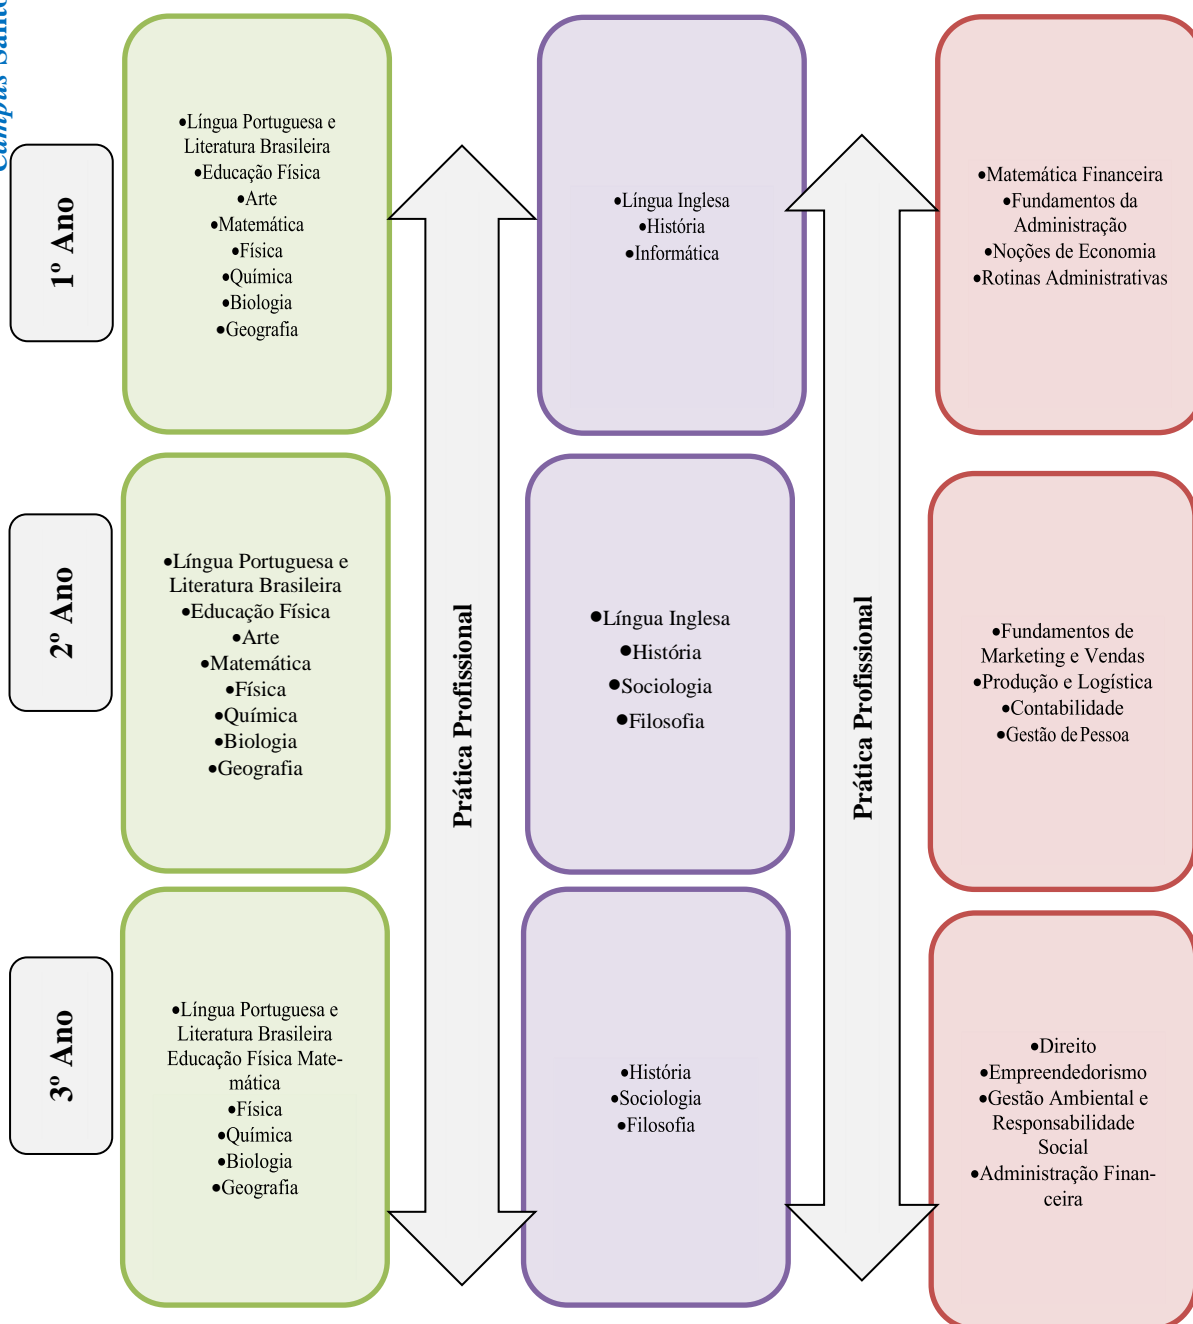 Campus
1º Ano
•Língua Portuguesa e
Literatura Brasileira
•Educação Física
•Arte
•Matemática
•Física
•Química
•Biologia
•Geografia
•Língua Inglesa
•História
•Informática
•Matemática Financeira
•Fundamentos da
Administração
•Noções de Economia
•Rotinas Administrativas
2º Ano
•Língua Portuguesa e
Literatura Brasileira
•Educação Física
•Arte
•Matemática
•Física
•Química
•Biologia
•Geografia
Prática Profissional
•Língua Inglesa
•História
•Sociologia
•Filosofia
Prática Profissional
•Fundamentos de
Marketing e Vendas
•Produção e Logística
•Contabilidade
•Gestão de Pessoa
3º Ano
•Língua Portuguesa e
Literatura Brasileira
Educação Física Mate-
mática
•Física
•Química
•Biologia
•Geografia
•História
•Sociologia
•Filosofia
•Direito
•Empreendedorismo
•Gestão Ambiental e
Responsabilidade
Social
•Administração Finan-
ceira